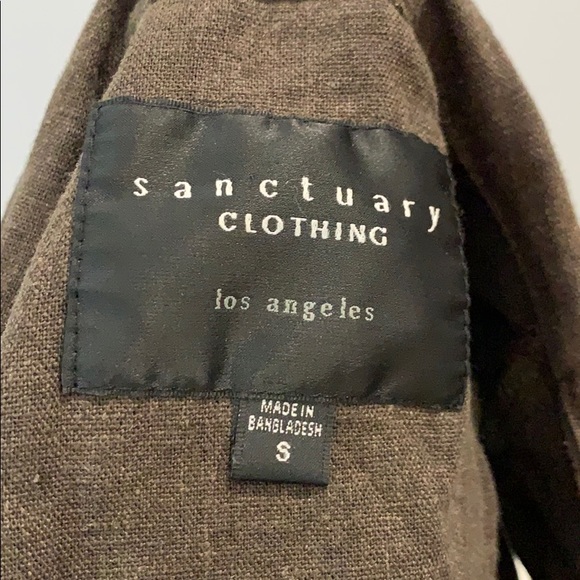 sanctuary
CLOTHING
los angeles
MADE IN
BANGLADESH
S